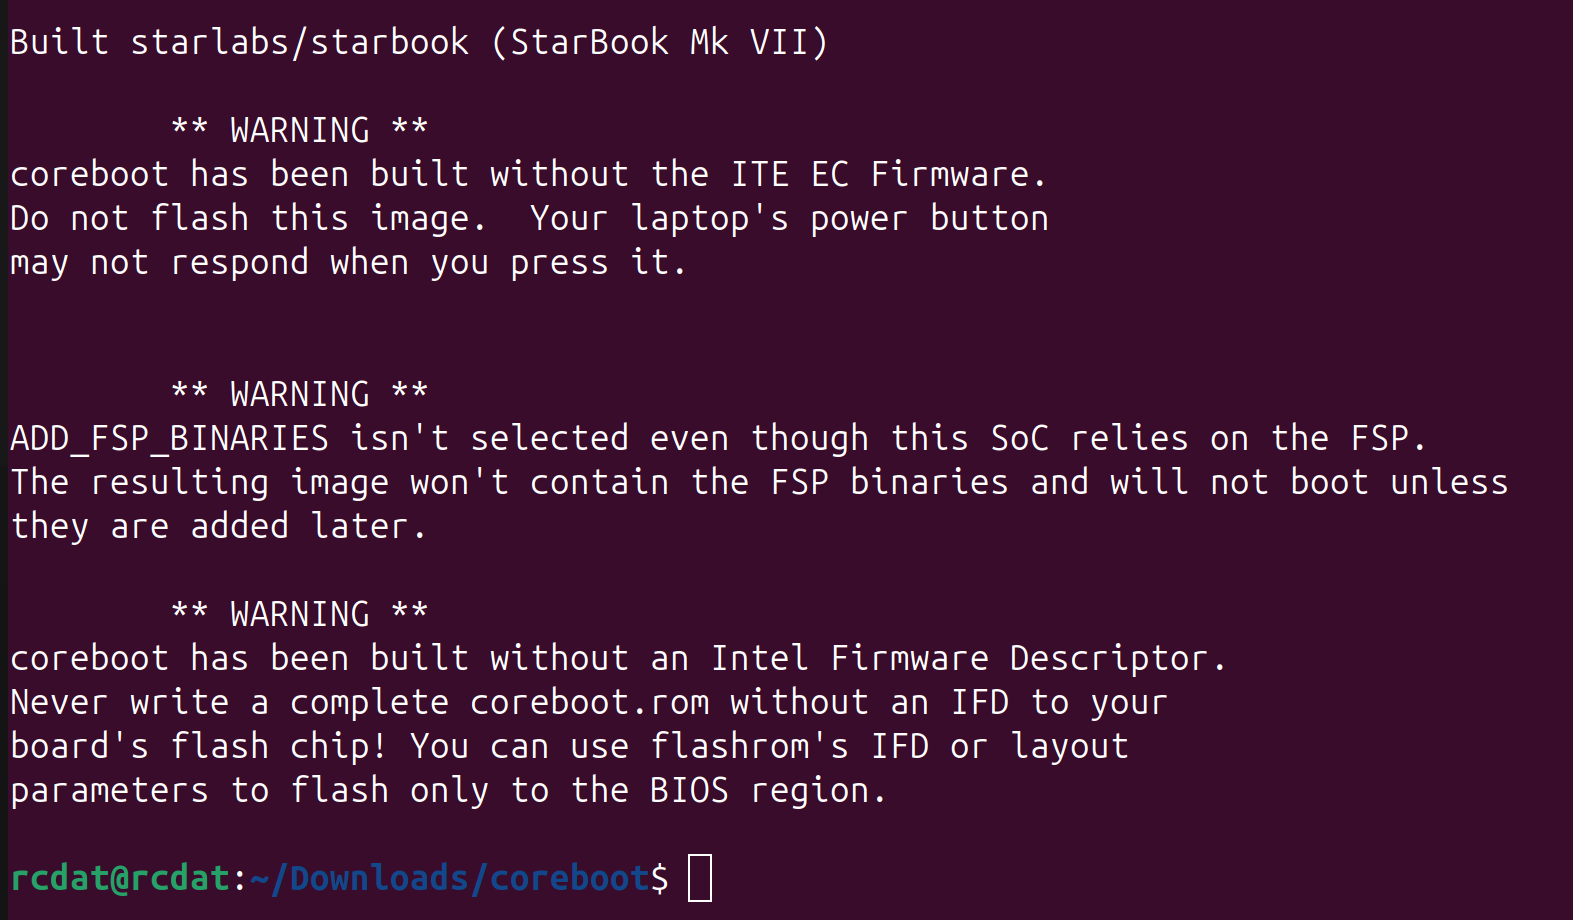 Built starlabs/starbook (StarBook Mk VII)
** WARNING **
coreboot has been built without the ITE EC Firmware.
Do not flash this image.  Your laptop's power button
may not respond when you press it.
** WARNING **
ADD_FSP_BINARIES isn't selected even though this SoC relies on the FSP.
The resulting image won't contain the FSP binaries and will not boot unless
they are added later.
** WARNING **
coreboot has been built without an Intel Firmware Descriptor.
Never write a complete coreboot.rom without an IFD to your
board's flash chip! You can use flashrom's IFD or layout
parameters to flash only to the BIOS region.
rcdat@rcdat:~/Downloads/coreboot$